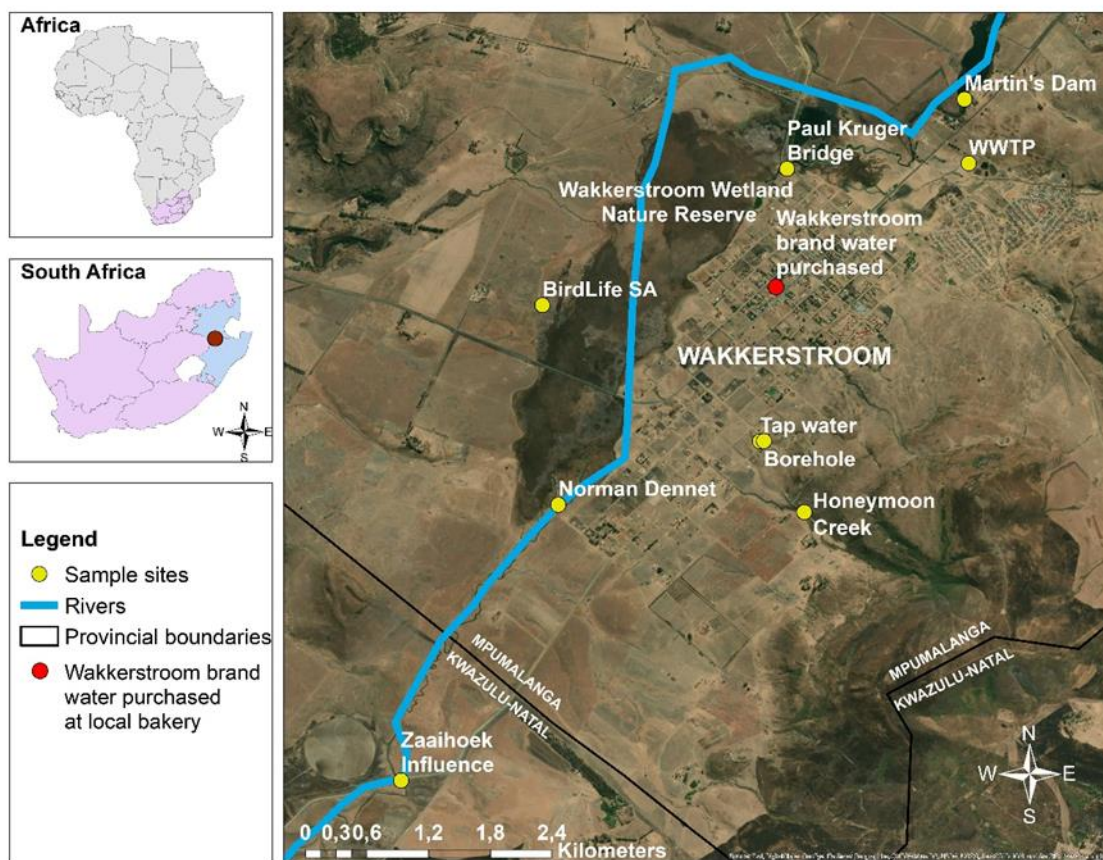 Africa
South Africa
N
W E
S
Legend
Sample sites
Rivers
Provincial boundaries
Wakkerstroom brand
water purchased
at local bakery
Martin's Dam
Paul Kruger
Bridge
WWTP
Wakkerstroom Wetland
Nature Reserve
Wakkerstroom
brand water
purchased
BirdLife SA
WAKKERSTROOM
Tap water
Borehole
Norman Dennet
Honeymoon
Creek
MPUMALANGA
KWAZULU-NATAL
MPUMALANGA
KWAZULU-NATAL
Zaaihoek
Influence
N
W E
S
0 0,30,6 1,2 1,8 2,4
Kilometers